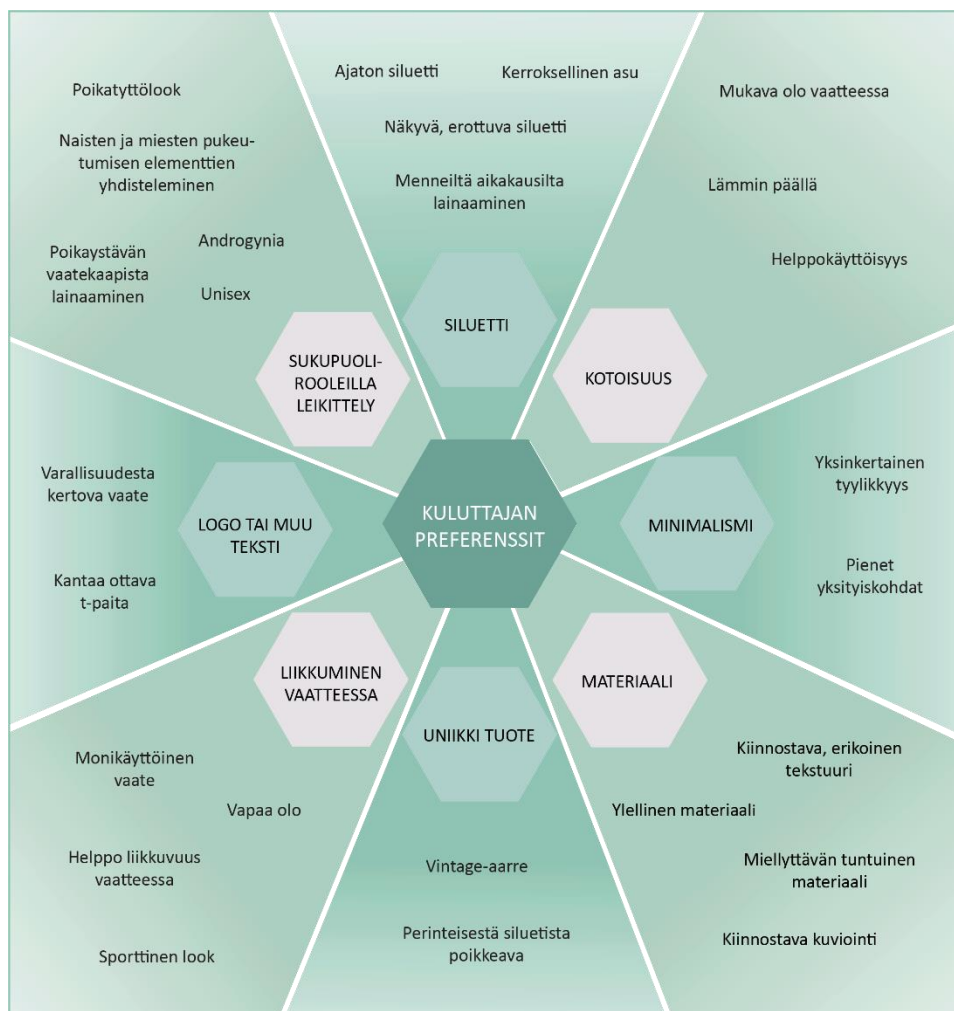 Poikatyttölook
Naisten ja miesten pukeu-
tumisen elementtien
yhdisteleminen
Androgynia
Poikaystävän
vaatekaapista
lainaaminen
Unisex
SUKUPUOLI-
ROOLEILLA
LEIKITTELY
Ajaton siluetti
Kerroksellinen asu
Näkyvä, erottuva siluetti
Menneiltä aikakausilta
lainaaminen
SILUETTI
Mukava olo vaatteessa
Lämmin päällä
Helppokäyttöisyys
KOTOISUUS
Varallisuudesta
kertova vaate
Kantaa ottava
t-paita
LOGO TAI MUU
TEKSTI
KULUTTAJAN
PREFERENSSIT
MINIMALISMI
Yksinkertainen
tyylikkyys
Pienet
yksityiskohdat
LIIKKUMINEN
VAATTEESSA
Monikäyttöinen
vaate
Vapaa olo
Helppo liikkuvuus
vaatteessa
Sporttinen look
UNIIKKI TUOTE
Vintage-aarre
Perinteisestä siluetista
poikkeava
MATERIAALI
Kiinnostava, erikoinen
tekstuuri
Ylellinen materiaali
Miellyttävän tuntuinen
materiaali
Kiinnostava kuviointi